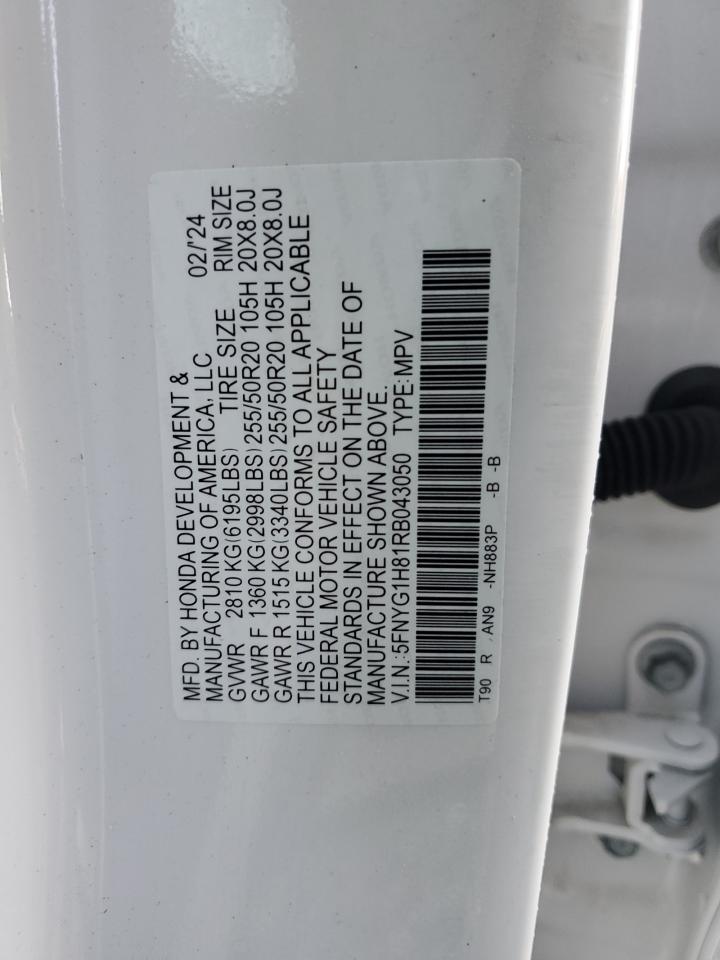 MFD. BY HONDA DEVELOPMENT &
MANUFACTURING OF AMERICA, LLC 02/'24
GVWR 2810 KG(6195LBS) TIRE SIZE RIM SIZE
GAWR F 1360 KG(2998LBS) 255/50R20 105H 20X8.0J
GAWR R 1515 KG(3340LBS) 255/50R20 105H 20X8.0J
THIS VEHICLE CONFORMS TO ALL APPLICABLE
FEDERAL MOTOR VEHICLE SAFETY
STANDARDS IN EFFECT ON THE DATE OF
MANUFACTURE SHOWN ABOVE.
V.I.N.:5FNYG1H81RB043050 TYPE:MPV
T90 R AN9 -NH883P -B -B